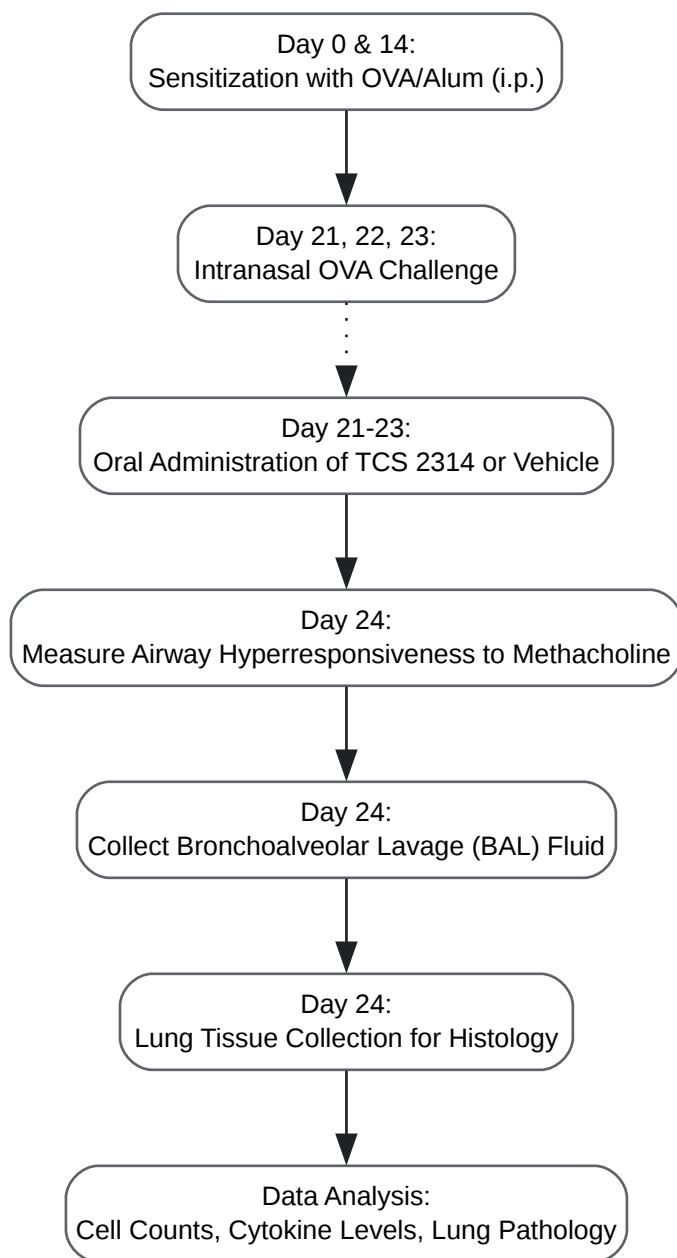 Day 0 & 14:
Sensitization with OVA/Alum (i.p.)
Day 21, 22, 23:
Intranasal OVA Challenge
Day 21-23:
Oral Administration of TCS 2314 or Vehicle
Day 24:
Measure Airway Hyperresponsiveness to Methacholine
Day 24:
Collect Bronchoalveolar Lavage (BAL) Fluid
Day 24:
Lung Tissue Collection for Histology
Data Analysis:
Cell Counts, Cytokine Levels, Lung Pathology